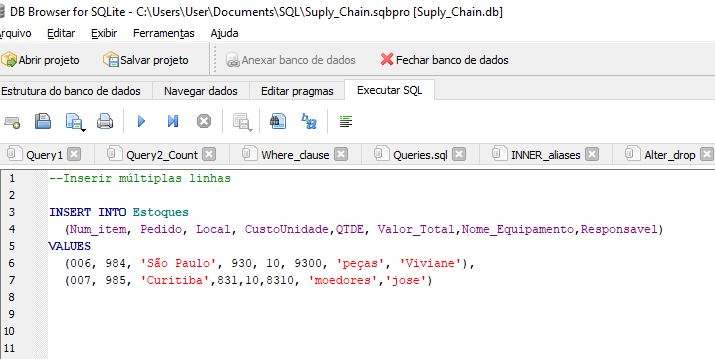 DB Browser for SQLite - C:\Users\User\Documents\SQL\Suply_Chain.sqbpro [Suply_Chain.db]
rquivo Editar Exibir Ferramentas Ajuda
Abrir projeto Salvar projeto Anexar banco de dados Fechar banco de dados
Estrutura do banco de dados Navegar dados Editar pragmas Executar SQL
Query1 Query2_Count Where_clause Queries.sql INNER_aliases Alter_drop
1 --Inserir múltiplas linhas
2
3 INSERT INTO Estoques
4 (Num_item, Pedido, Local, CustoUnidade,QTDE, Valor_Total,Nome_Equipamento,Responsavel)
5 VALUES
6 (006, 984, 'São Paulo', 930, 10, 9300, 'peças', 'Viviane'),
7 (007, 985, 'Curitiba',831,10,8310, 'moedores','jose')
8
9
10
11